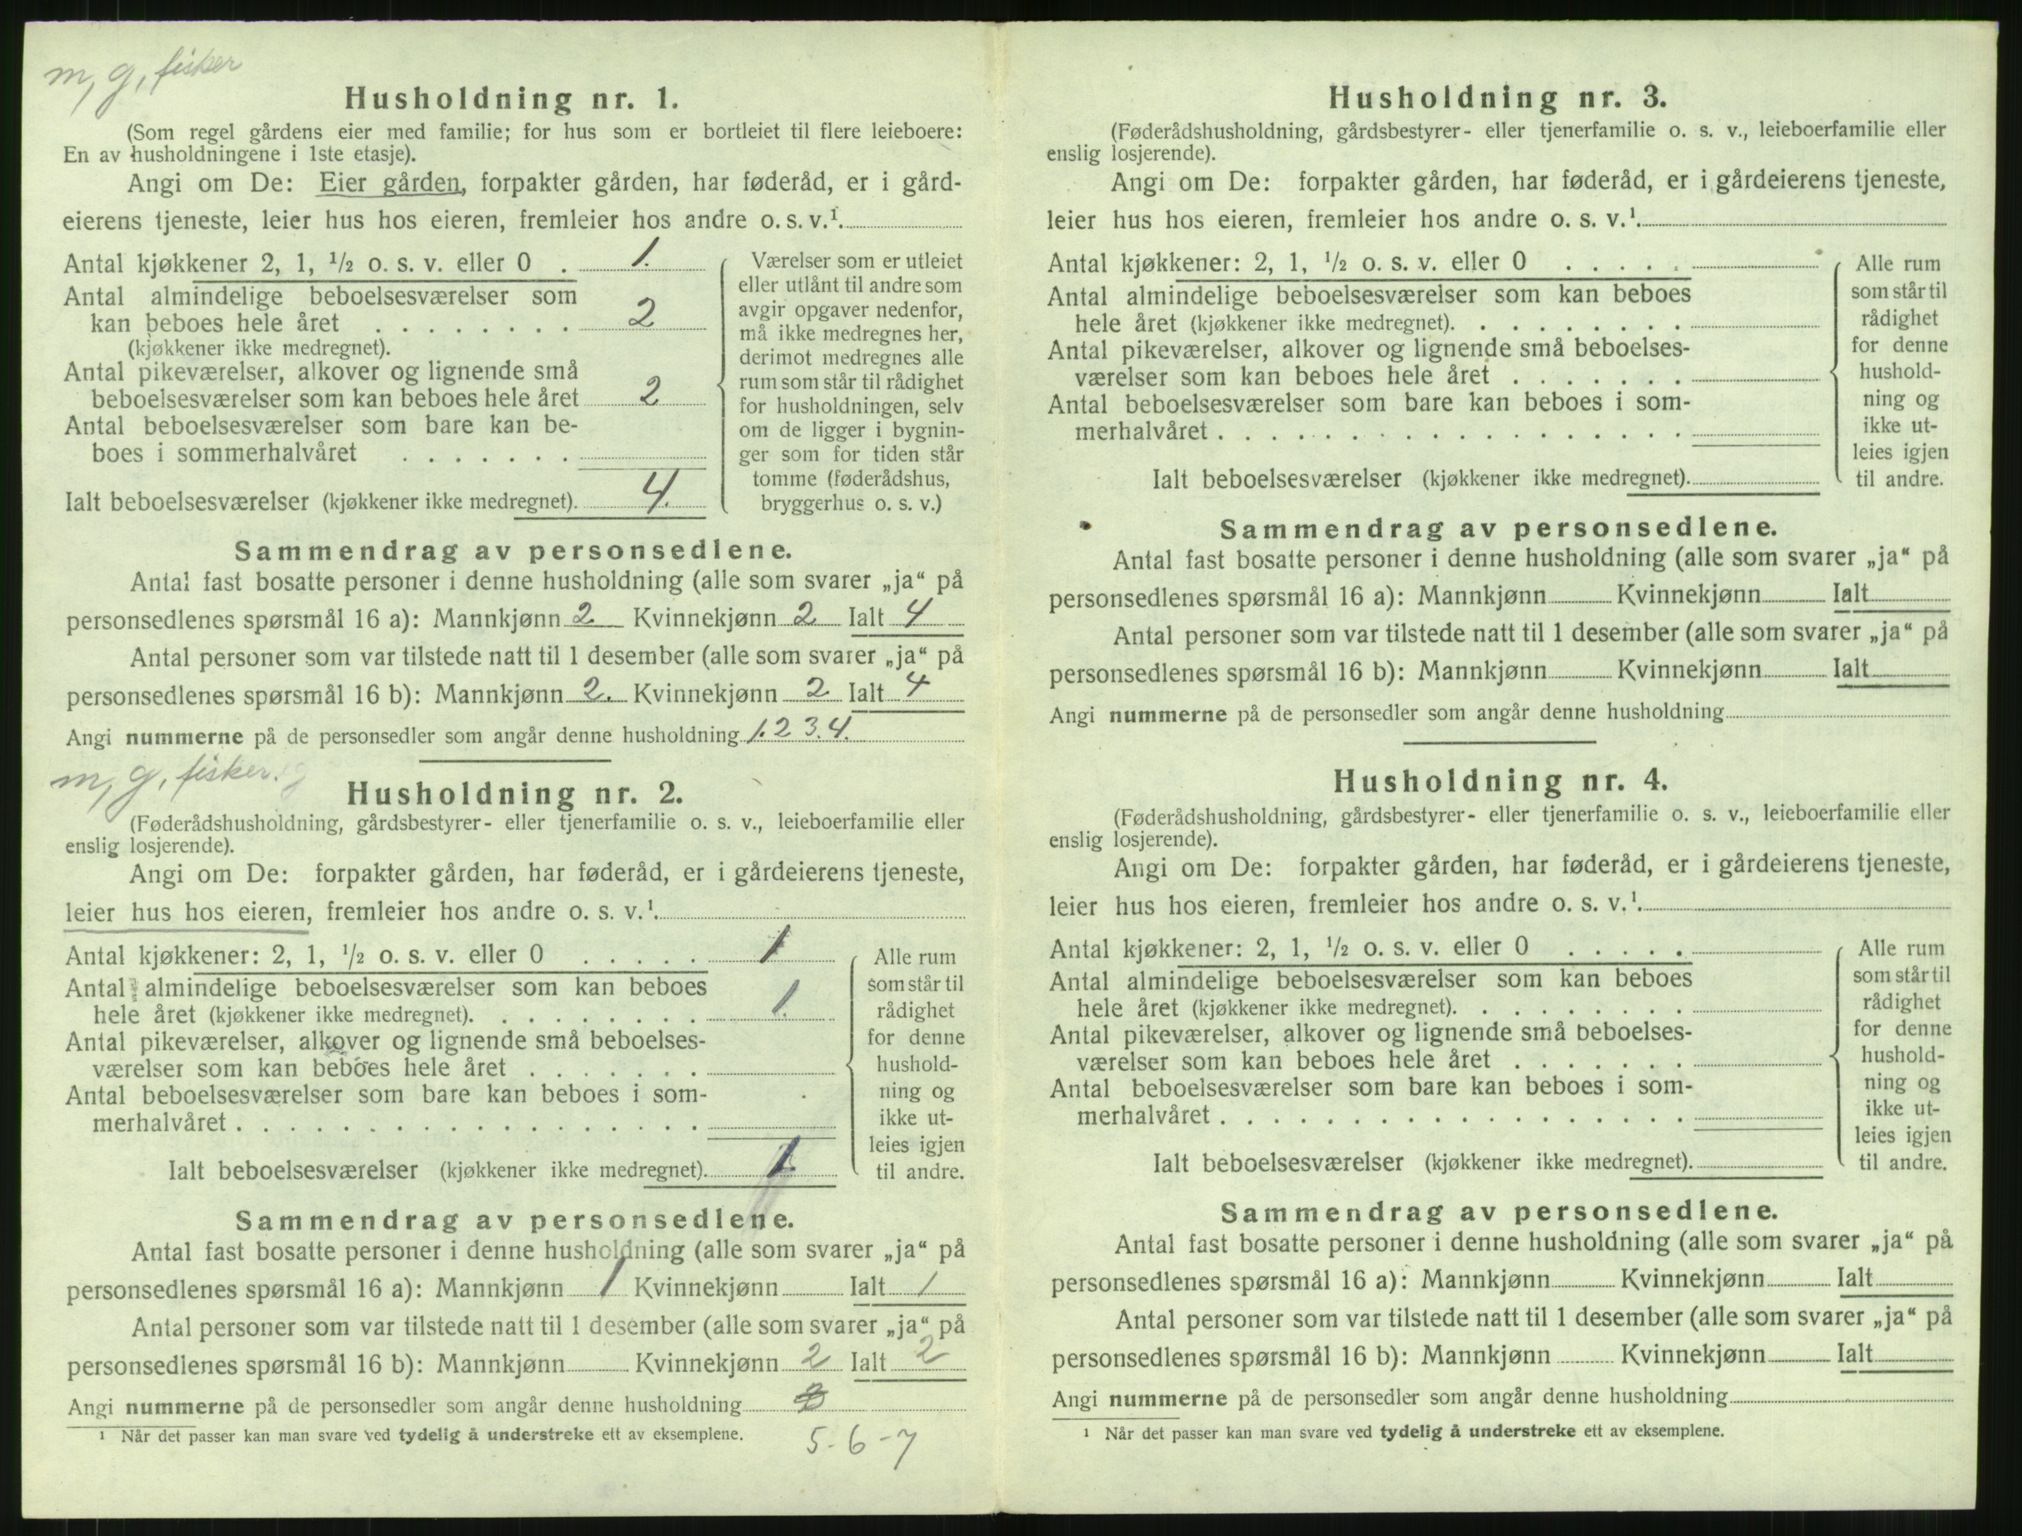 m, g, fisker
Husholdning nr. 1.
(Som regel gårdens eier med familie; for hus som er bortleiet til flere leieboere:
En av husholdningene i 1ste etasje).
Angi om De: Eier gården, forpakter gården, har føderåd, er i gård-
eierens tjeneste, leier hus hos eieren, fremleier hos andre o. s. v.¹
Antal kjøkkener 2, 1, ½ o. s. v. eller 0 . 1.
Antal almindelige beboelsesværelser som
kan beboes hele året . . . . . . . . 2
(kjøkkener ikke medregnet).
Antal pikeværelser, alkover og lignende små
beboelsesværelser som kan beboes hele året 2
Antal beboelsesværelser som bare kan be-
boes i sommerhalvåret . . . . . . .
Ialt beboelsesværelser (kjøkkener ikke medregnet). 4.
Værelser som er utleiet
eller utlånt til andre som
avgir opgaver nedenfor,
må ikke medregnes her,
derimot medregnes alle
rum som står til rådighet
for husholdningen, selv
om de ligger i bygnin-
ger som for tiden står
tomme (føderådshus,
bryggerhus o. s. v.)
Sammendrag av personsedlene.
Antal fast bosatte personer i denne husholdning (alle som svarer „ja“ på
personsedlenes spørsmål 16 a): Mannkjønn 2 Kvinnekjønn 2 Ialt 4
Antal personer som var tilstede natt til 1 desember (alle som svarer „ja“ på
personsedlenes spørsmål 16 b): Mannkjønn 2. Kvinnekjønn 2 Ialt 4
Angi nummerne på de personsedler som angår denne husholdning 1. 2 3. 4.
m, g, fisker.
Husholdning nr. 2.
(Føderådshusholdning, gårdsbestyrer- eller tjenerfamilie o. s. v., leieboerfamilie eller
enslig losjerende).
Angi om De: forpakter gården, har føderåd, er i gårdeierens tjeneste,
leier hus hos eieren, fremleier hos andre o. s. v.¹
Antal kjøkkener: 2, 1, ½ o. s. v. eller 0 . . . . . 1
Antal almindelige beboelsesværelser som kan beboes
hele året (kjøkkener ikke medregnet). . . . . . . . . 1.
Antal pikeværelser, alkover og lignende små beboelses-
værelser som kan beboes hele året . . . . . . .
Antal beboelsesværelser som bare kan beboes i som-
merhalvåret . . . . . . . . . . . . . . . . . .
Ialt beboelsesværelser (kjøkkener ikke medregnet). 1
Alle rum
som står til
rådighet
for denne
hushold-
ning og
ikke ut-
leies igjen
til andre.
Sammendrag av personsedlene.
Antal fast bosatte personer i denne husholdning (alle som svarer „ja“ på
personsedlenes spørsmål 16 a): Mannkjønn 1 Kvinnekjønn Ialt 1
Antal personer som var tilstede natt til 1 desember (alle som svarer „ja“ på
personsedlenes spørsmål 16 b): Mannkjønn Kvinnekjønn 2 Ialt 2
Angi nummerne på de personsedler som angår denne husholdning
¹ Når det passer kan man svare ved tydelig å understreke ett av eksemplene.
5 - 6 - 7
Husholdning nr. 3.
(Føderådshusholdning, gårdsbestyrer- eller tjenerfamilie o. s. v., leieboerfamilie eller
enslig losjerende).
Angi om De: forpakter gården, har føderåd, er i gårdeierens tjeneste,
leier hus hos eieren, fremleier hos andre o. s. v.¹
Antal kjøkkener: 2, 1, ½ o. s. v. eller 0 . . . . .
Antal almindelige beboelsesværelser som kan beboes
hele året (kjøkkener ikke medregnet). . . . . . . . .
Antal pikeværelser, alkover og lignende små beboelses-
værelser som kan beboes hele året . . . . . . .
Antal beboelsesværelser som bare kan beboes i som-
merhalvåret . . . . . . . . . . . . . . . . . .
Ialt beboelsesværelser (kjøkkener ikke medregnet).
Alle rum
som står til
rådighet
for denne
hushold-
ning og
ikke ut-
leies igjen
til andre.
Sammendrag av personsedlene.
Antal fast bosatte personer i denne husholdning (alle som svarer „ja“ på
personsedlenes spørsmål 16 a): Mannkjønn Kvinnekjønn Ialt
Antal personer som var tilstede natt til 1 desember (alle som svarer „ja“ på
personsedlenes spørsmål 16 b): Mannkjønn Kvinnekjønn Ialt
Angi nummerne på de personsedler som angår denne husholdning
Husholdning nr. 4.
(Føderådshusholdning, gårdsbestyrer- eller tjenerfamilie o. s. v., leieboerfamilie eller
enslig losjerende).
Angi om De: forpakter gården, har føderåd, er i gårdeierens tjeneste,
leier hus hos eieren, fremleier hos andre o. s. v.¹
Antal kjøkkener: 2, 1, ½ o. s. v. eller 0 . . . . .
Antal almindelige beboelsesværelser som kan beboes
hele året (kjøkkener ikke medregnet). . . . . . . . .
Antal pikeværelser, alkover og lignende små beboelses-
værelser som kan beboes hele året . . . . . . .
Antal beboelsesværelser som bare kan beboes i som-
merhalvåret . . . . . . . . . . . . . . . . . .
Ialt beboelsesværelser (kjøkkener ikke medregnet).
Alle rum
som står til
rådighet
for denne
hushold-
ning og
ikke ut-
leies igjen
til andre.
Sammendrag av personsedlene.
Antal fast bosatte personer i denne husholdning (alle som svarer „ja“ på
personsedlenes spørsmål 16 a): Mannkjønn Kvinnekjønn Ialt
Antal personer som var tilstede natt til 1 desember (alle som svarer „ja“ på
personsedlenes spørsmål 16 b): Mannkjønn Kvinnekjønn Ialt
Angi nummerne på de personsedler som angår denne husholdning
¹ Når det passer kan man svare ved tydelig å understreke ett av eksemplene.